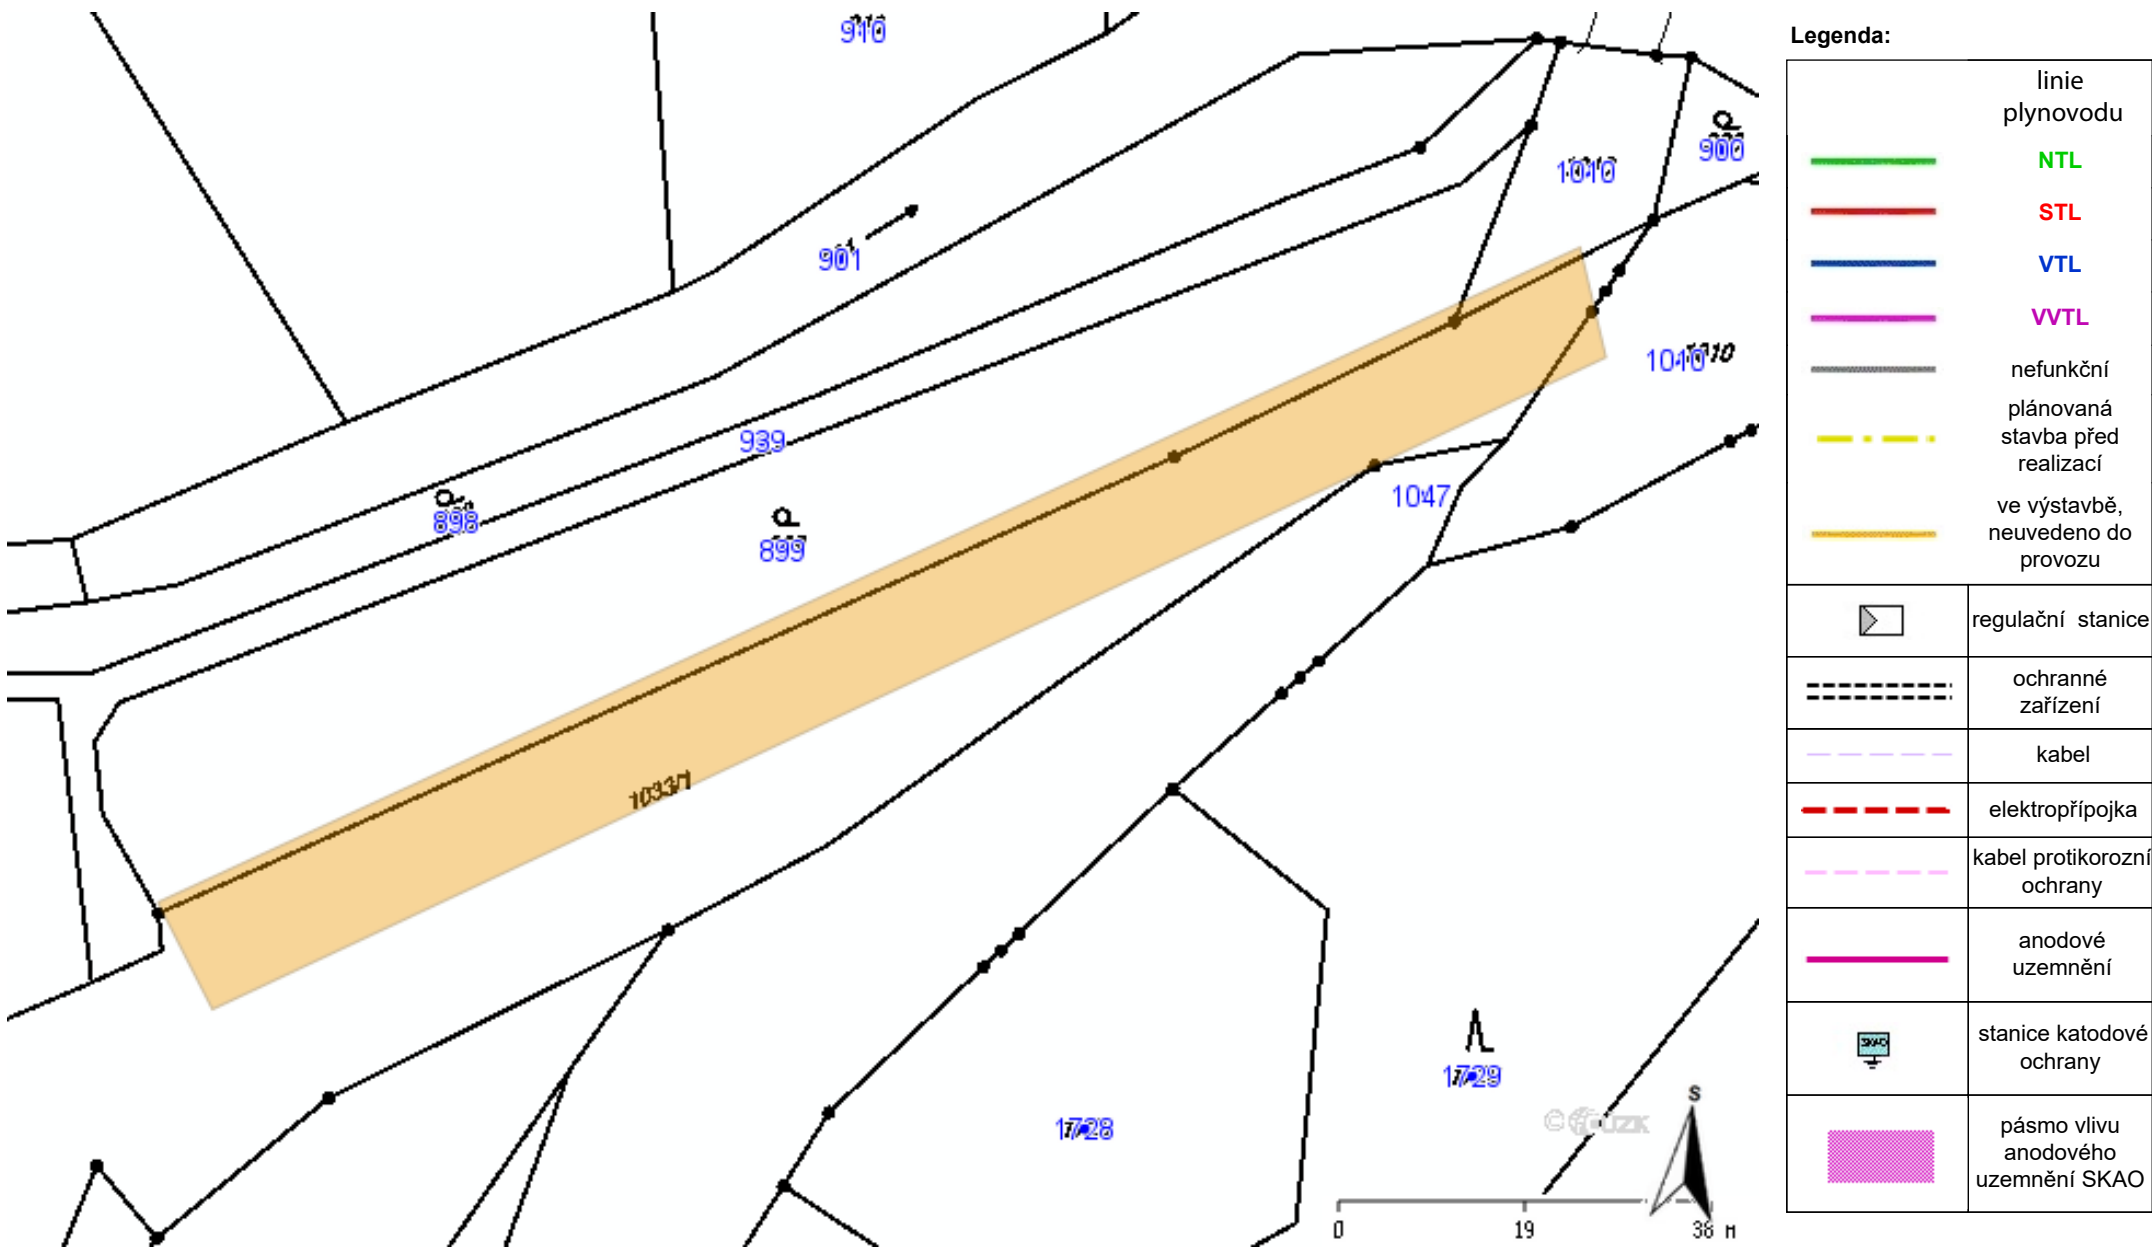 910
901
939
898
899
1010
900
1010
1047
1033/1
1728
1729
S
0 19 38 M
Legenda:
linie
plynovodu
NTL
STL
VTL
VVTL
nefunkční
plánovaná
stavba před
realizací
ve výstavbě,
neuvedeno do
provozu
regulační stanice
ochranné
zařízení
kabel
elektropřípojka
kabel protikorozní
ochrany
anodové
uzemnění
SKAO
stanice katodové
ochrany
pásmo vlivu
anodového
uzemnění SKAO